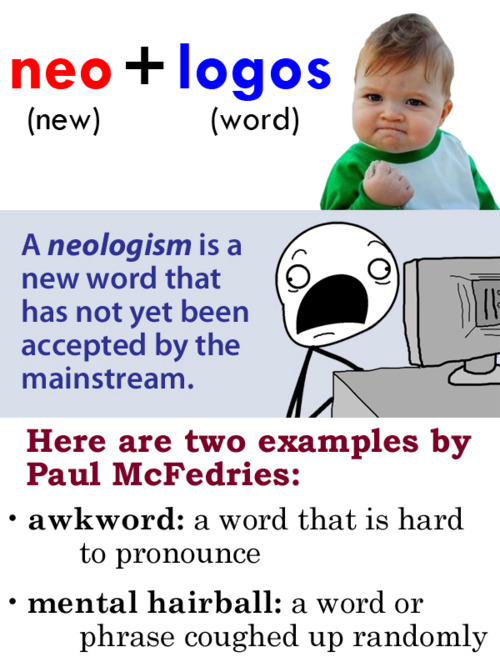 neo + logos
(new) (word)
A neologism is a
new word that
has not yet been
accepted by the
mainstream.
Here are two examples by
Paul McFedries:
• awkword: a word that is hard
to pronounce
• mental hairball: a word or
phrase coughed up randomly